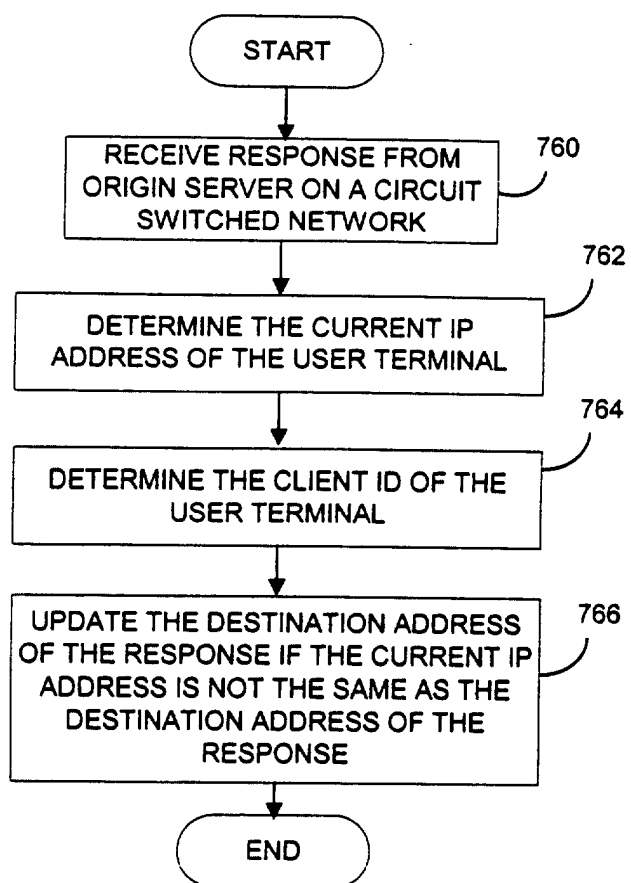 START
RECEIVE RESPONSE FROM
ORIGIN SERVER ON A CIRCUIT
SWITCHED NETWORK
760
DETERMINE THE CURRENT IP
ADDRESS OF THE USER TERMINAL
762
DETERMINE THE CLIENT ID OF THE
USER TERMINAL
764
UPDATE THE DESTINATION ADDRESS
OF THE RESPONSE IF THE CURRENT IP
ADDRESS IS NOT THE SAME AS THE
DESTINATION ADDRESS OF THE
RESPONSE
766
END